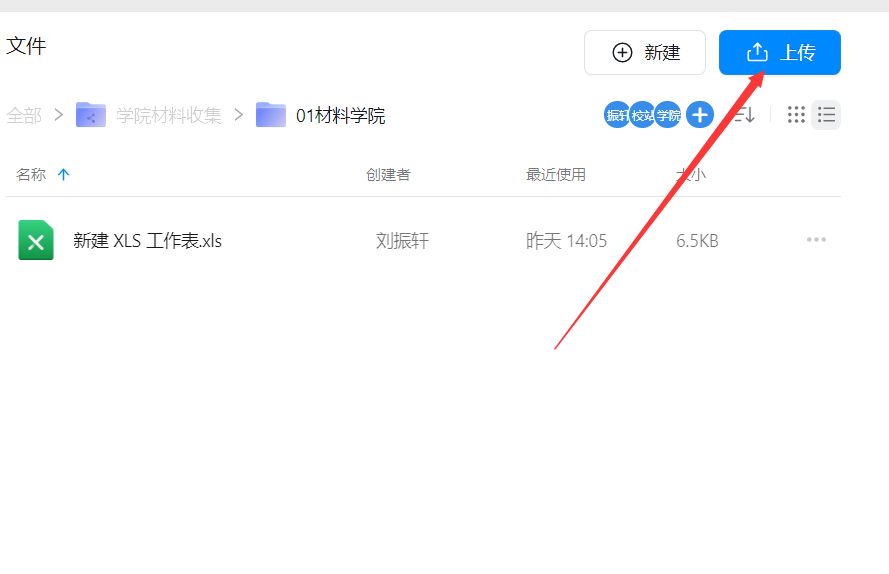 文件
新建
上传
全部 > 学院材料收集 > 01材料学院
振轩 校站 学院
名称 创建者 最近使用 大小
新建 XLS 工作表.xls 刘振轩 昨天 14:05 6.5KB